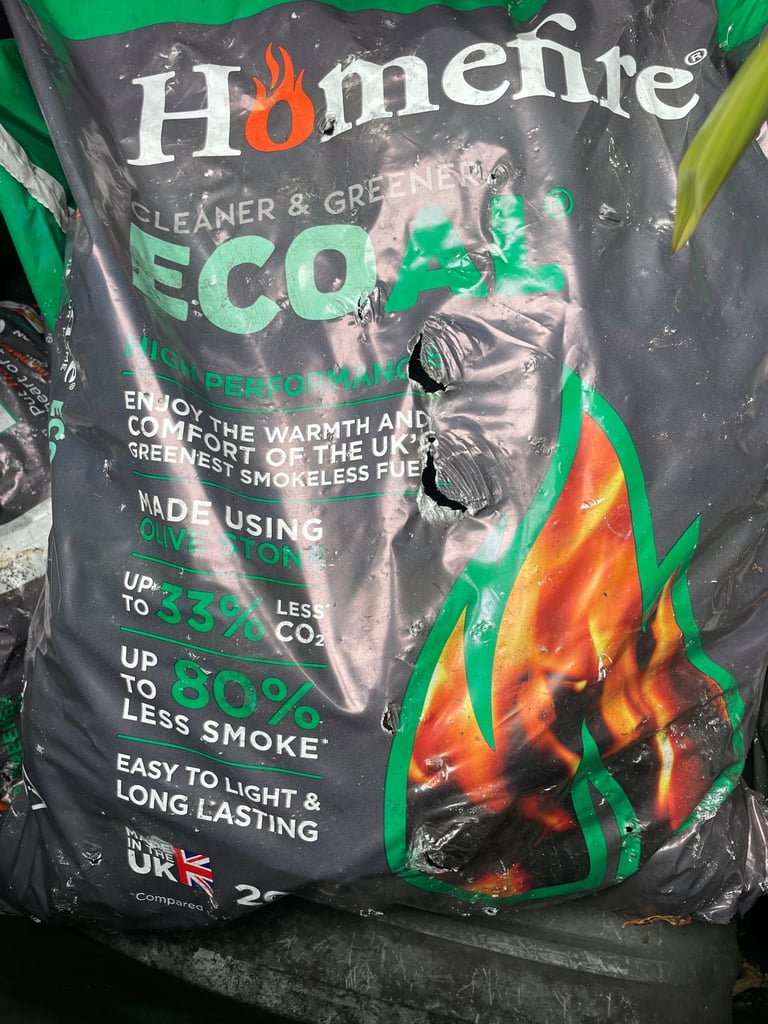 Homefire®
CLEANER & GREENER
ECOAL®
HIGH PERFORMANCE
ENJOY THE WARMTH AND
COMFORT OF THE UK'S
GREENEST SMOKELESS FUEL
MADE USING
OLIVE STONE
UP TO 33% LESS CO₂
UP
TO 80%
LESS SMOKE*
EASY TO LIGHT &
LONG LASTING
MADE
IN THE
UK
*Compared